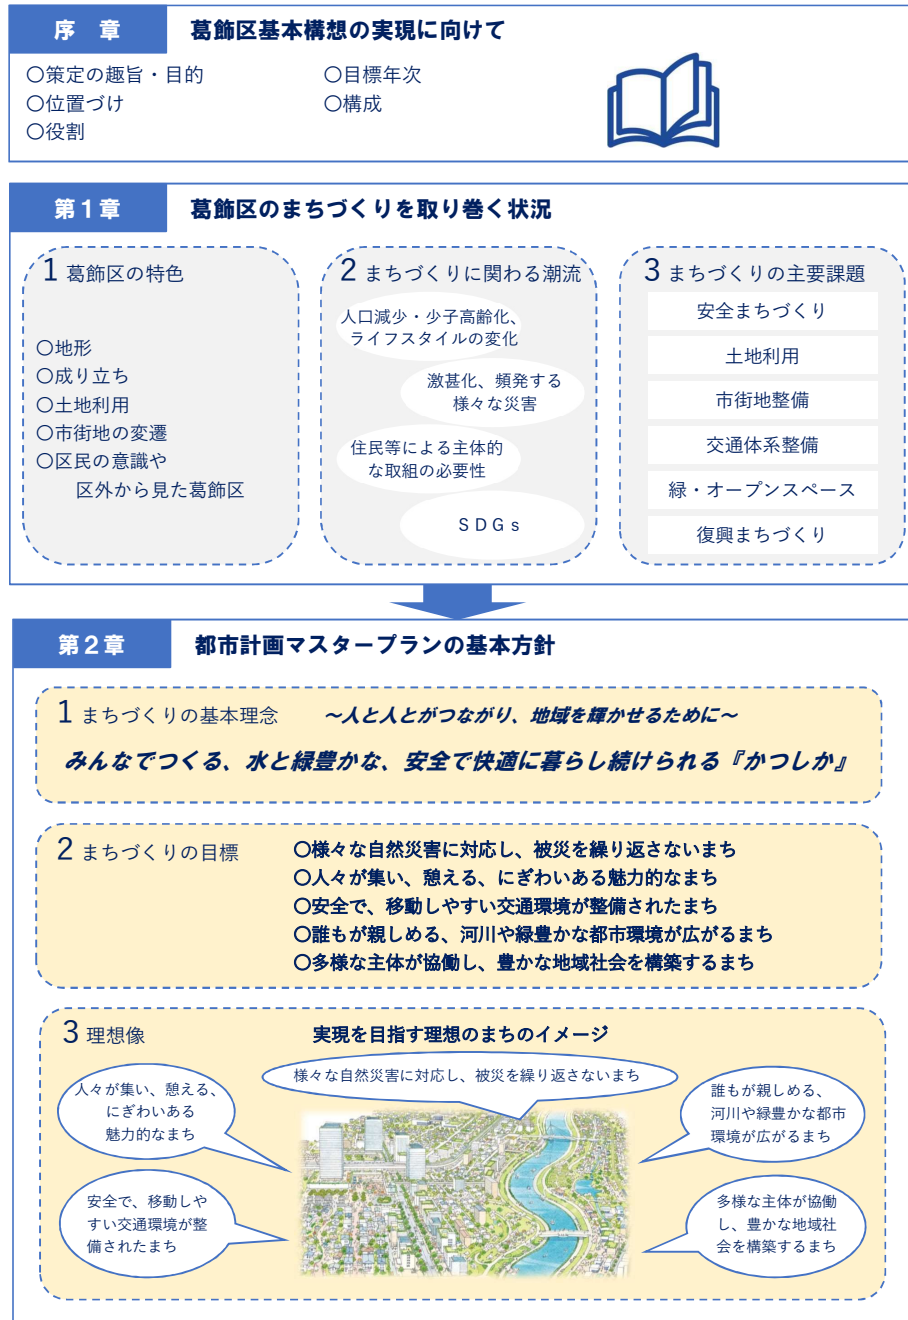 序 章 葛飾区基本構想の実現に向けて
〇策定の趣旨・目的
〇位置づけ
〇役割
〇目標年次
〇構成
第1章 葛飾区のまちづくりを取り巻く状況
1 葛飾区の特色
〇地形
〇成り立ち
〇土地利用
〇市街地の変遷
〇区民の意識や
区外から見た葛飾区
2 まちづくりに関わる潮流
人口減少・少子高齢化、
ライフスタイルの変化
激甚化、頻発する
様々な災害
住民等による主体的
な取組の必要性
SDGs
3 まちづくりの主要課題
安全まちづくり
土地利用
市街地整備
交通体系整備
緑・オープンスペース
復興まちづくり
第2章 都市計画マスタープランの基本方針
1 まちづくりの基本理念 ～人と人とがつながり、地域を輝かせるために～
みんなでつくる、水と緑豊かな、安全で快適に暮らし続けられる『かつしか』
2 まちづくりの目標
〇様々な自然災害に対応し、被災を繰り返さないまち
〇人々が集い、憩える、にぎわいある魅力的なまち
〇安全で、移動しやすい交通環境が整備されたまち
〇誰もが親しめる、河川や緑豊かな都市環境が広がるまち
〇多様な主体が協働し、豊かな地域社会を構築するまち
3 理想像 実現を目指す理想のまちのイメージ
様々な自然災害に対応し、被災を繰り返さないまち
人々が集い、憩える、
にぎわいある
魅力的なまち
誰もが親しめる、
河川や緑豊かな都市
環境が広がるまち
安全で、移動しや
すい交通環境が整
備されたまち
多様な主体が協働
し、豊かな地域社
会を構築するまち